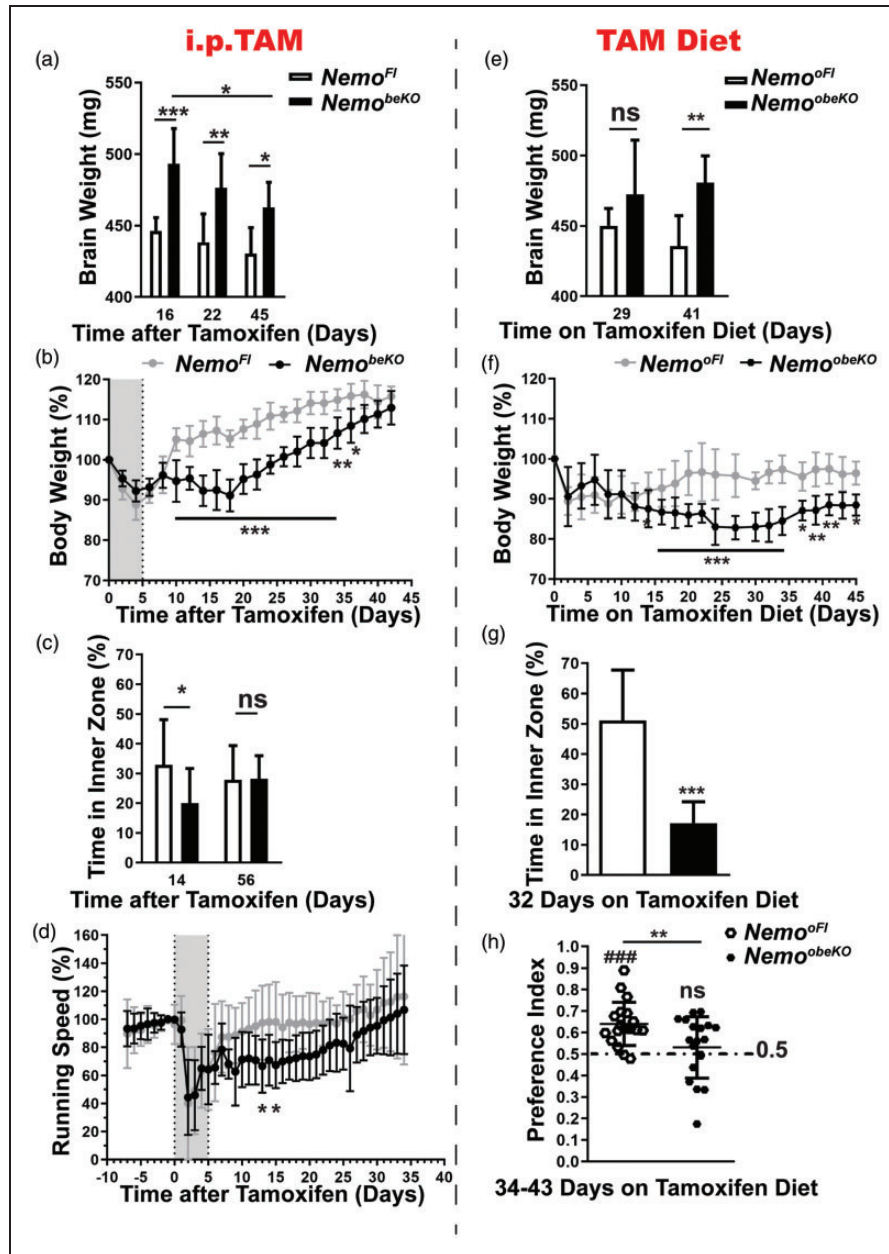 i.p.TAM
(a)
Nemo^Fl
Nemo^beKO
550
500
450
400
Brain Weight (mg)
***
**
*
*
16 22 45
Time after Tamoxifen (Days)
(b)
Nemo^Fl Nemo^beKO
120
110
100
90
80
70
Body Weight (%)
**
*
***
0 5 10 15 20 25 30 35 40 45
Time after Tamoxifen (Days)
(c)
70
60
50
40
30
20
10
0
Time in Inner Zone (%)
*
ns
14 56
Time after Tamoxifen (Days)
(d)
160
140
120
100
80
60
40
20
0
Running Speed (%)
**
-10 -5 0 5 10 15 20 25 30 35 40
Time after Tamoxifen (Days)
TAM Diet
(e)
Nemo^oFl
Nemo^obeKO
550
500
450
400
Brain Weight (mg)
ns
**
29 41
Time on Tamoxifen Diet (Days)
(f)
Nemo^oFl Nemo^obeKO
120
110
100
90
80
70
Body Weight (%)
*
***
*
**
**
*
0 5 10 15 20 25 30 35 40 45
Time on Tamoxifen Diet (Days)
(g)
70
60
50
40
30
20
10
0
Time in Inner Zone (%)
***
32 Days on Tamoxifen Diet
(h)
Nemo^oFl
Nemo^obeKO
1.0
0.9
0.8
0.7
0.6
0.5
0.4
0.3
0.2
0.1
0.0
Preference Index
###
**
ns
0.5
34-43 Days on Tamoxifen Diet